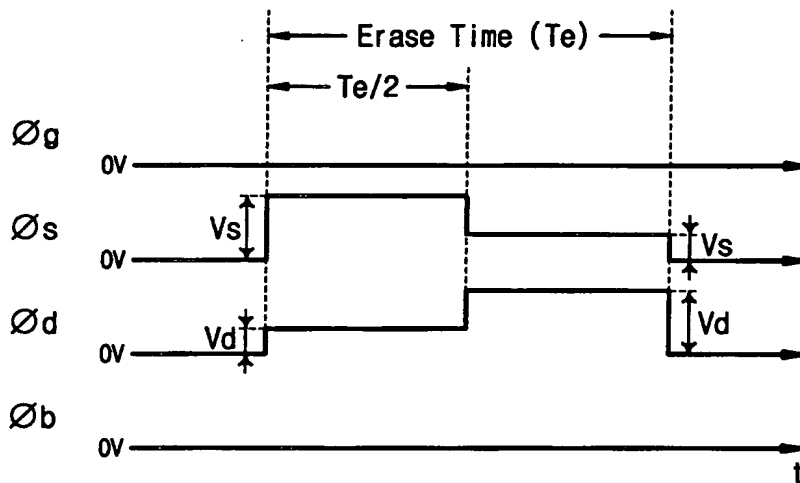 Erase Time (Te)
Te/2
Øg
0V
Øs
Vs
Vs
0V
Ød
Vd
Vd
0V
Øb
0V
t